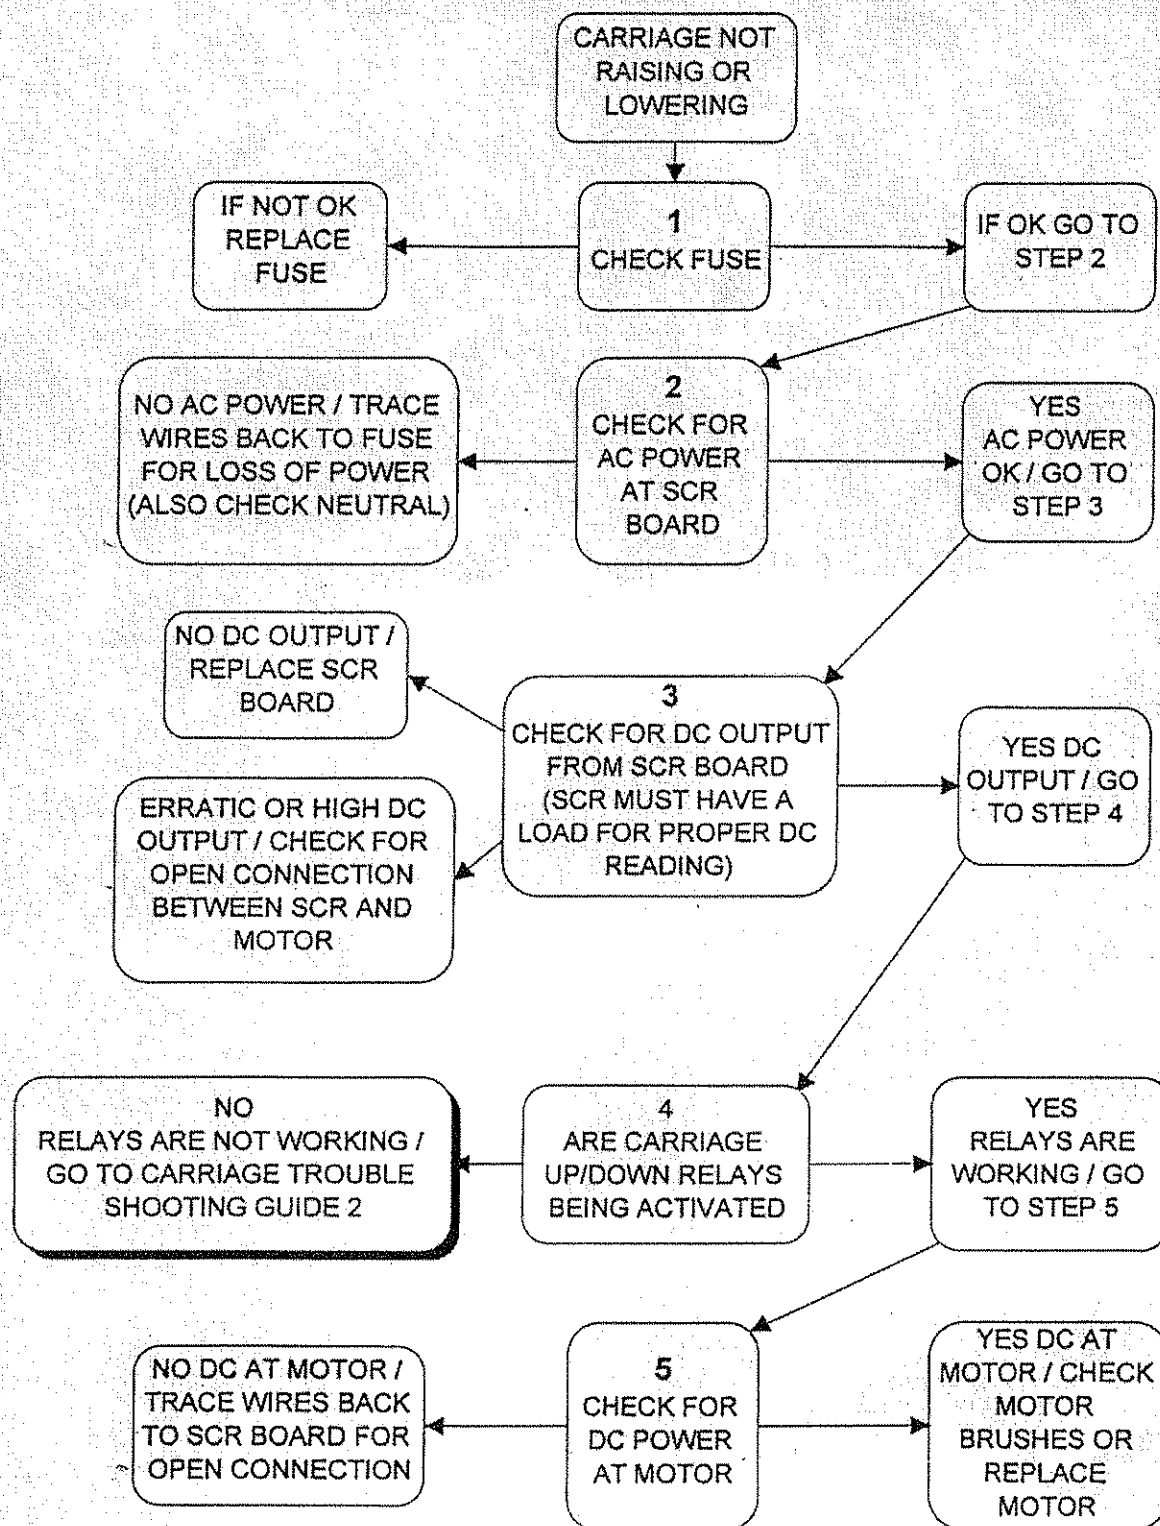 CARRIAGE NOT
RAISING OR
LOWERING
IF NOT OK
REPLACE
FUSE
1
CHECK FUSE
IF OK GO TO
STEP 2
NO AC POWER / TRACE
WIRES BACK TO FUSE
FOR LOSS OF POWER
(ALSO CHECK NEUTRAL)
2
CHECK FOR
AC POWER
AT SCR
BOARD
YES
AC POWER
OK / GO TO
STEP 3
NO DC OUTPUT /
REPLACE SCR
BOARD
ERRATIC OR HIGH DC
OUTPUT / CHECK FOR
OPEN CONNECTION
BETWEEN SCR AND
MOTOR
3
CHECK FOR DC OUTPUT
FROM SCR BOARD
(SCR MUST HAVE A
LOAD FOR PROPER DC
READING)
YES DC
OUTPUT / GO
TO STEP 4
NO
RELAYS ARE NOT WORKING /
GO TO CARRIAGE TROUBLE
SHOOTING GUIDE 2
4
ARE CARRIAGE
UP/DOWN RELAYS
BEING ACTIVATED
YES
RELAYS ARE
WORKING / GO
TO STEP 5
NO DC AT MOTOR /
TRACE WIRES BACK
TO SCR BOARD FOR
OPEN CONNECTION
5
CHECK FOR
DC POWER
AT MOTOR
YES DC AT
MOTOR / CHECK
MOTOR
BRUSHES OR
REPLACE
MOTOR